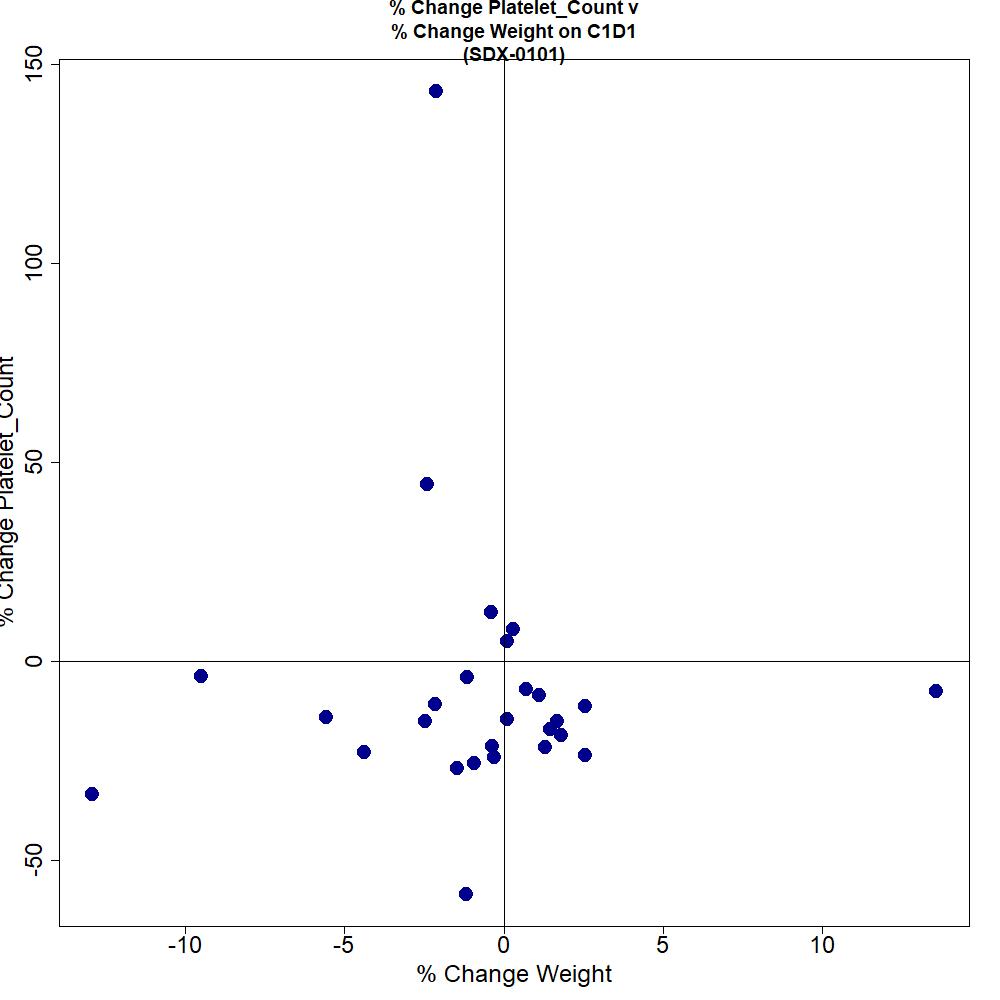 % Change Platelet_Count v
% Change Weight on C1D1
(SDX-0101)
150
100
50
0
-50
% Change Platelet_Count
-10
-5
0
5
10
% Change Weight